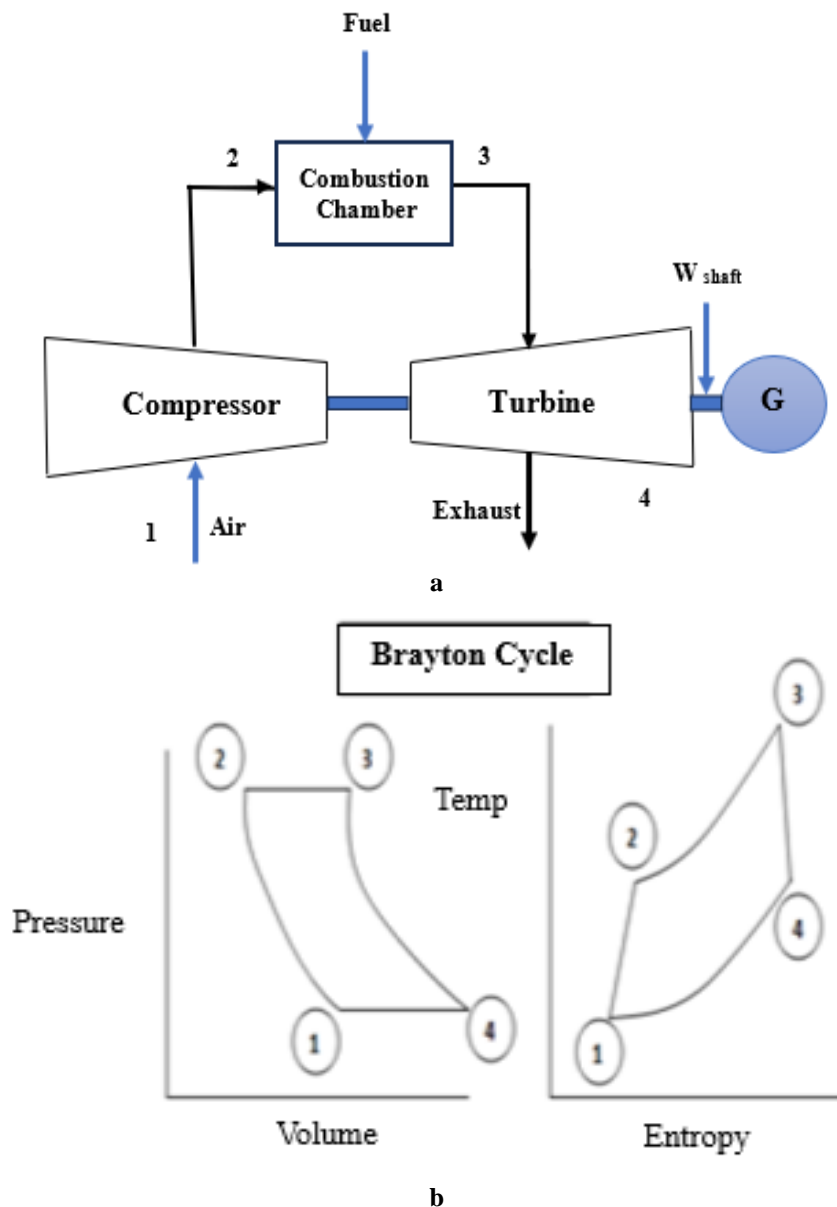 Fuel
2
3
Combustion
Chamber
W shaft
Compressor
Turbine
G
1
Air
Exhaust
4
a
Brayton Cycle
2
3
Pressure
1
4
Volume
Temp
3
2
4
1
Entropy
b